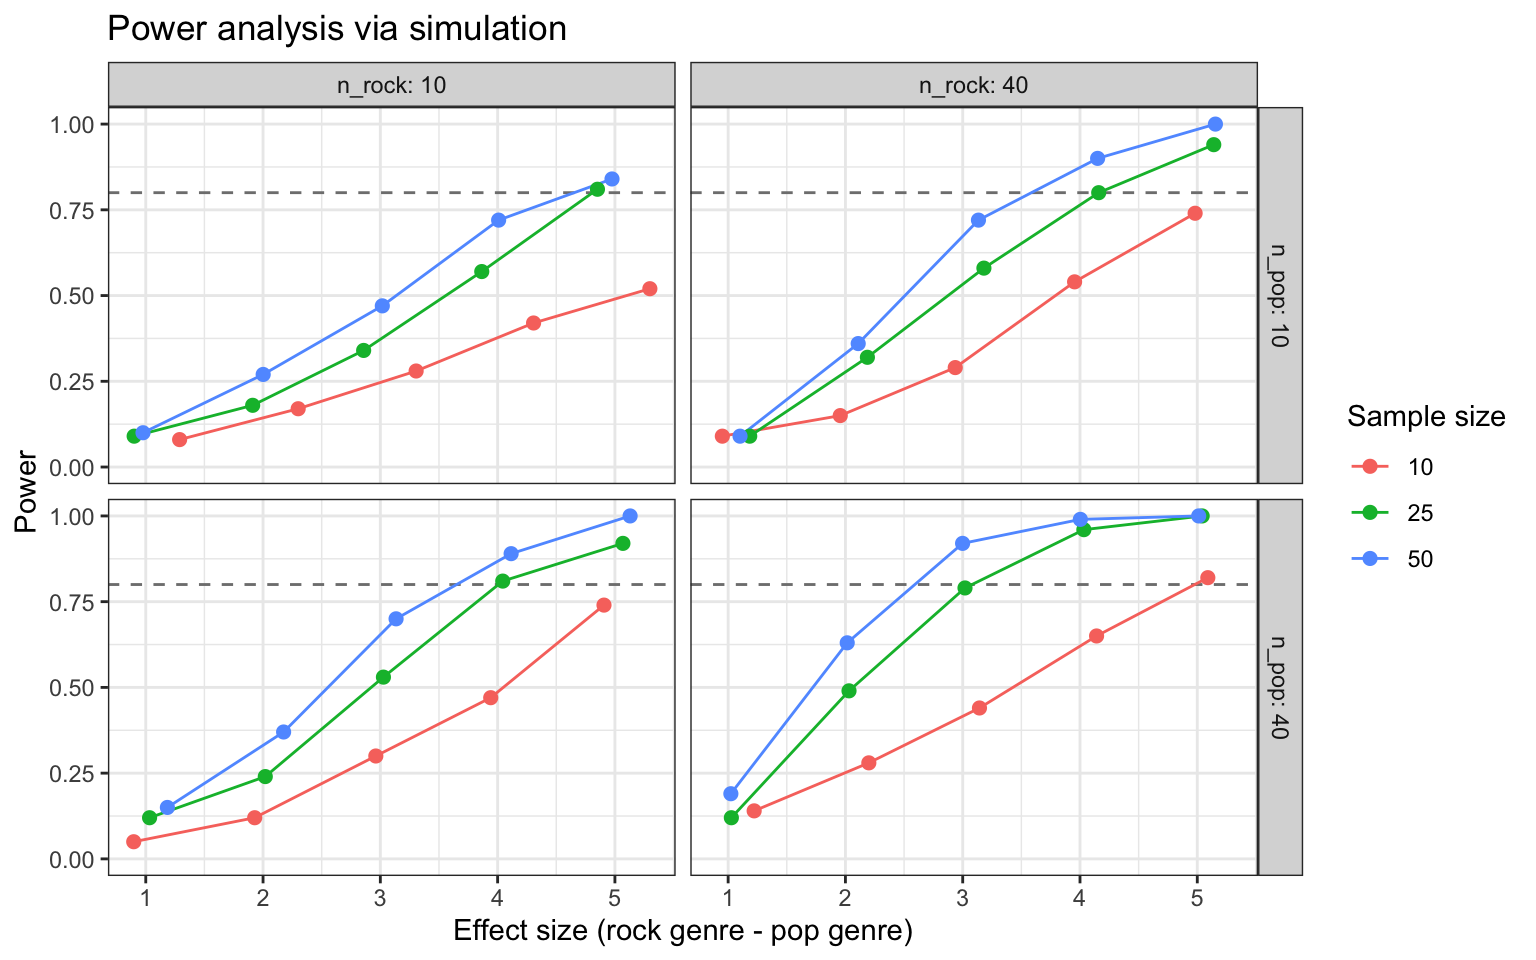 Power analysis via simulation
n_rock: 10
n_rock: 40
1.00
0.75
0.50
0.25
0.00
n_pop: 10
1.00
0.75
0.50
0.25
0.00
n_pop: 40
Power
1 2 3 4 5
1 2 3 4 5
Effect size (rock genre - pop genre)
Sample size
10
25
50